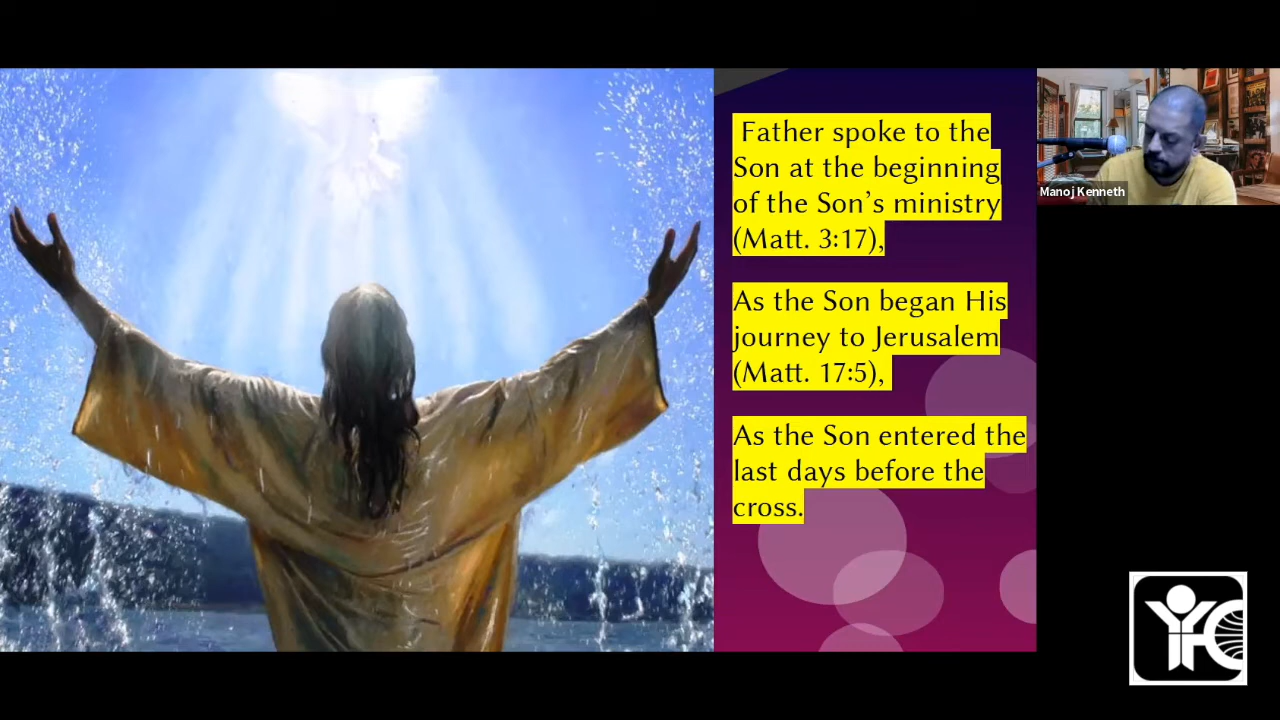 Father spoke to the
Son at the beginning
of the Son’s ministry
(Matt. 3:17),
As the Son began His
journey to Jerusalem
(Matt. 17:5),
As the Son entered the
last days before the
cross.
Manoj Kenneth
YFC